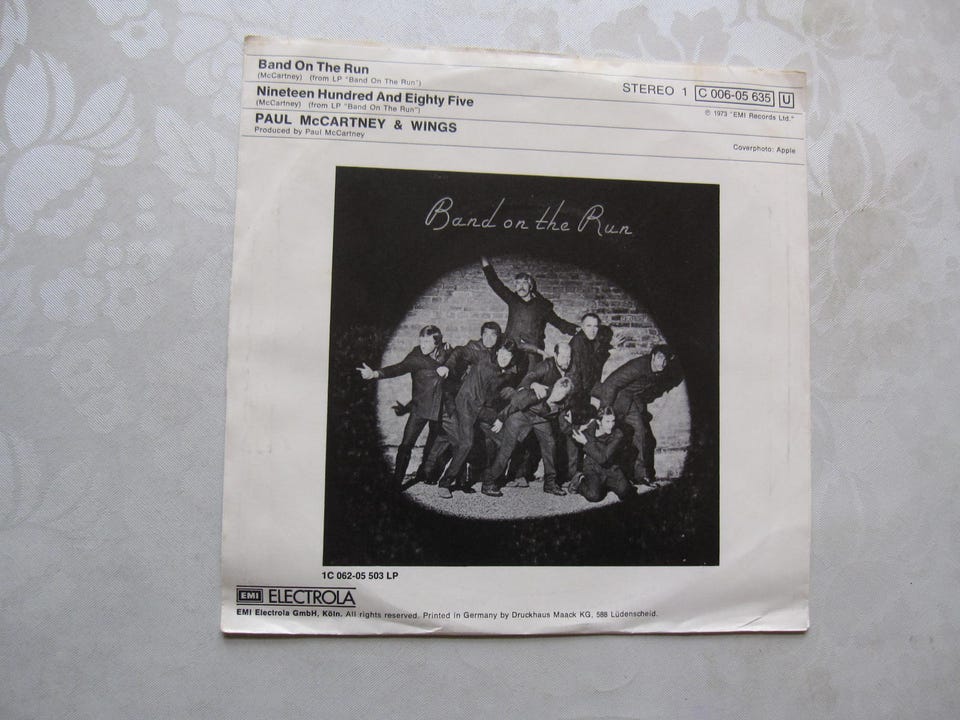 Band On The Run
(McCartney) (from LP "Band On The Run")
Nineteen Hundred And Eighty Five
(McCartney) (from LP "Band On The Run")
PAUL McCARTNEY & WINGS
Produced by Paul McCartney
STEREO 1 C 006-05 635 U
℗ 1973 "EMI Records Ltd."
Coverphoto: Apple
Band on the Run
1C 062-05 503 LP
EMI ELECTROLA
EMI Electrola GmbH, Köln. All rights reserved. Printed in Germany by Druckhaus Maack KG, 588 Lüdenscheid.